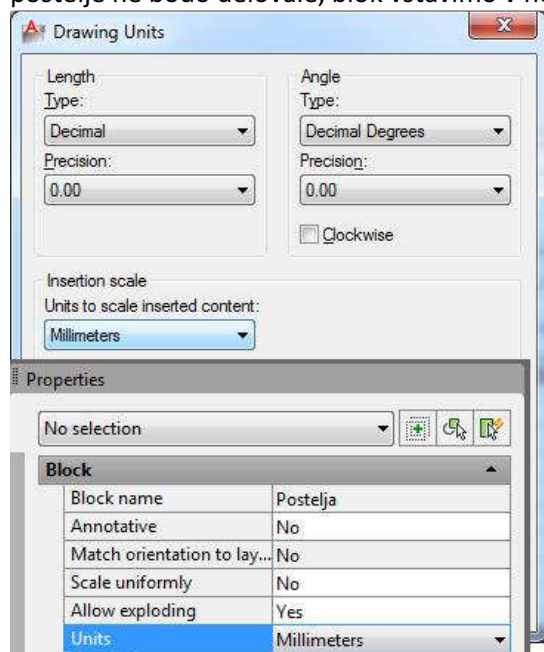 postelje ne bodo delovale, blok vstavimo v
Drawing Units
Length
Type:
Decimal
Precision:
0.00
Angle
Type:
Decimal Degrees
Precision:
0.00
Clockwise
Insertion scale
Units to scale inserted content:
Millimeters
Properties
No selection
Block
Block name Postelja
Annotative No
Match orientation to lay... No
Scale uniformly No
Allow exploding Yes
Units Millimeters